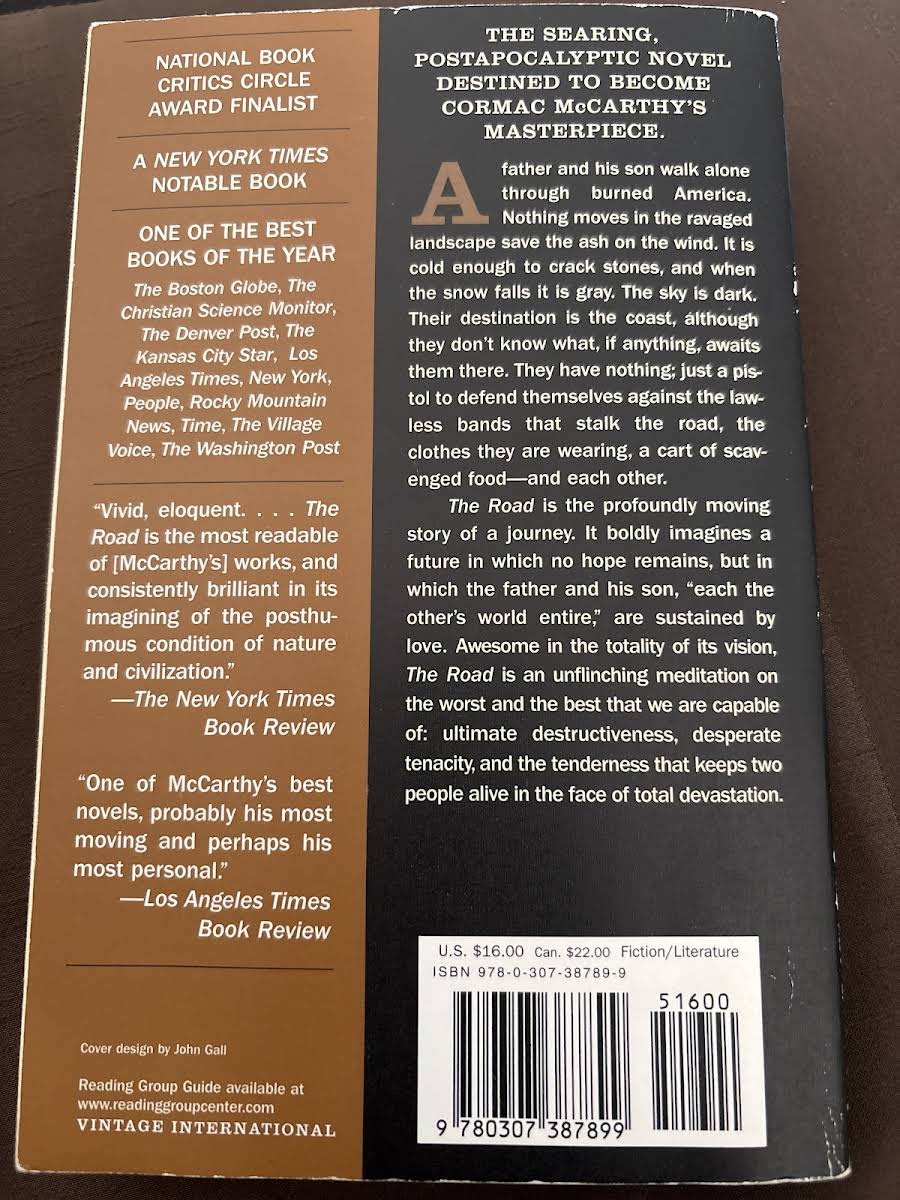 NATIONAL BOOK
CRITICS CIRCLE
AWARD FINALIST
A NEW YORK TIMES
NOTABLE BOOK
ONE OF THE BEST
BOOKS OF THE YEAR
The Boston Globe, The
Christian Science Monitor,
The Denver Post, The
Kansas City Star, Los
Angeles Times, New York,
People, Rocky Mountain
News, Time, The Village
Voice, The Washington Post
“Vivid, eloquent. . . . The
Road is the most readable
of [McCarthy’s] works, and
consistently brilliant in its
imagining of the posthu-
mous condition of nature
and civilization.”
—The New York Times
Book Review
“One of McCarthy’s best
novels, probably his most
moving and perhaps his
most personal.”
—Los Angeles Times
Book Review
Cover design by John Gall
Reading Group Guide available at
www.readinggroupcenter.com
VINTAGE INTERNATIONAL
THE SEARING,
POSTAPOCALYPTIC NOVEL
DESTINED TO BECOME
CORMAC McCARTHY’S
MASTERPIECE.
A father and his son walk alone
through burned America.
Nothing moves in the ravaged
landscape save the ash on the wind. It is
cold enough to crack stones, and when
the snow falls it is gray. The sky is dark.
Their destination is the coast, although
they don’t know what, if anything, awaits
them there. They have nothing; just a pis-
tol to defend themselves against the law-
less bands that stalk the road, the
clothes they are wearing, a cart of scav-
enged food—and each other.
The Road is the profoundly moving
story of a journey. It boldly imagines a
future in which no hope remains, but in
which the father and his son, “each the
other’s world entire,” are sustained by
love. Awesome in the totality of its vision,
The Road is an unflinching meditation on
the worst and the best that we are capable
of: ultimate destructiveness, desperate
tenacity, and the tenderness that keeps two
people alive in the face of total devastation.
U.S. $16.00 Can. $22.00 Fiction/Literature
ISBN 978-0-307-38789-9
51600
9 780307 387899